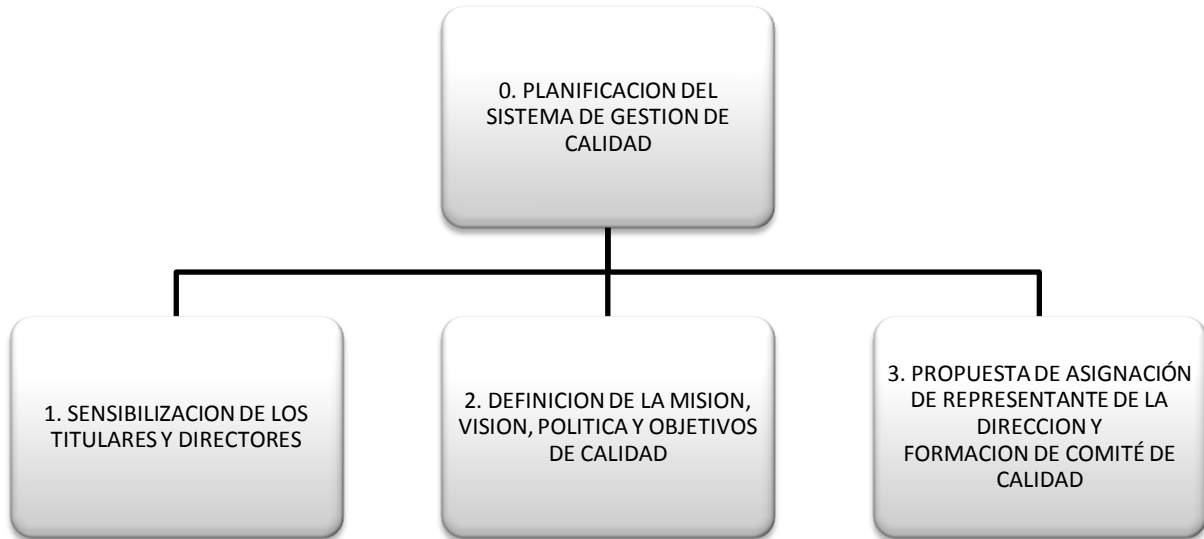 0. PLANIFICACION DEL
SISTEMA DE GESTION DE
CALIDAD
1. SENSIBILIZACION DE LOS
TITULARES Y DIRECTORES
2. DEFINICION DE LA MISION,
VISION, POLITICA Y OBJETIVOS
DE CALIDAD
3. PROPUESTA DE ASIGNACIÓN
DE REPRESENTANTE DE LA
DIRECCION Y
FORMACION DE COMITÉ DE
CALIDAD